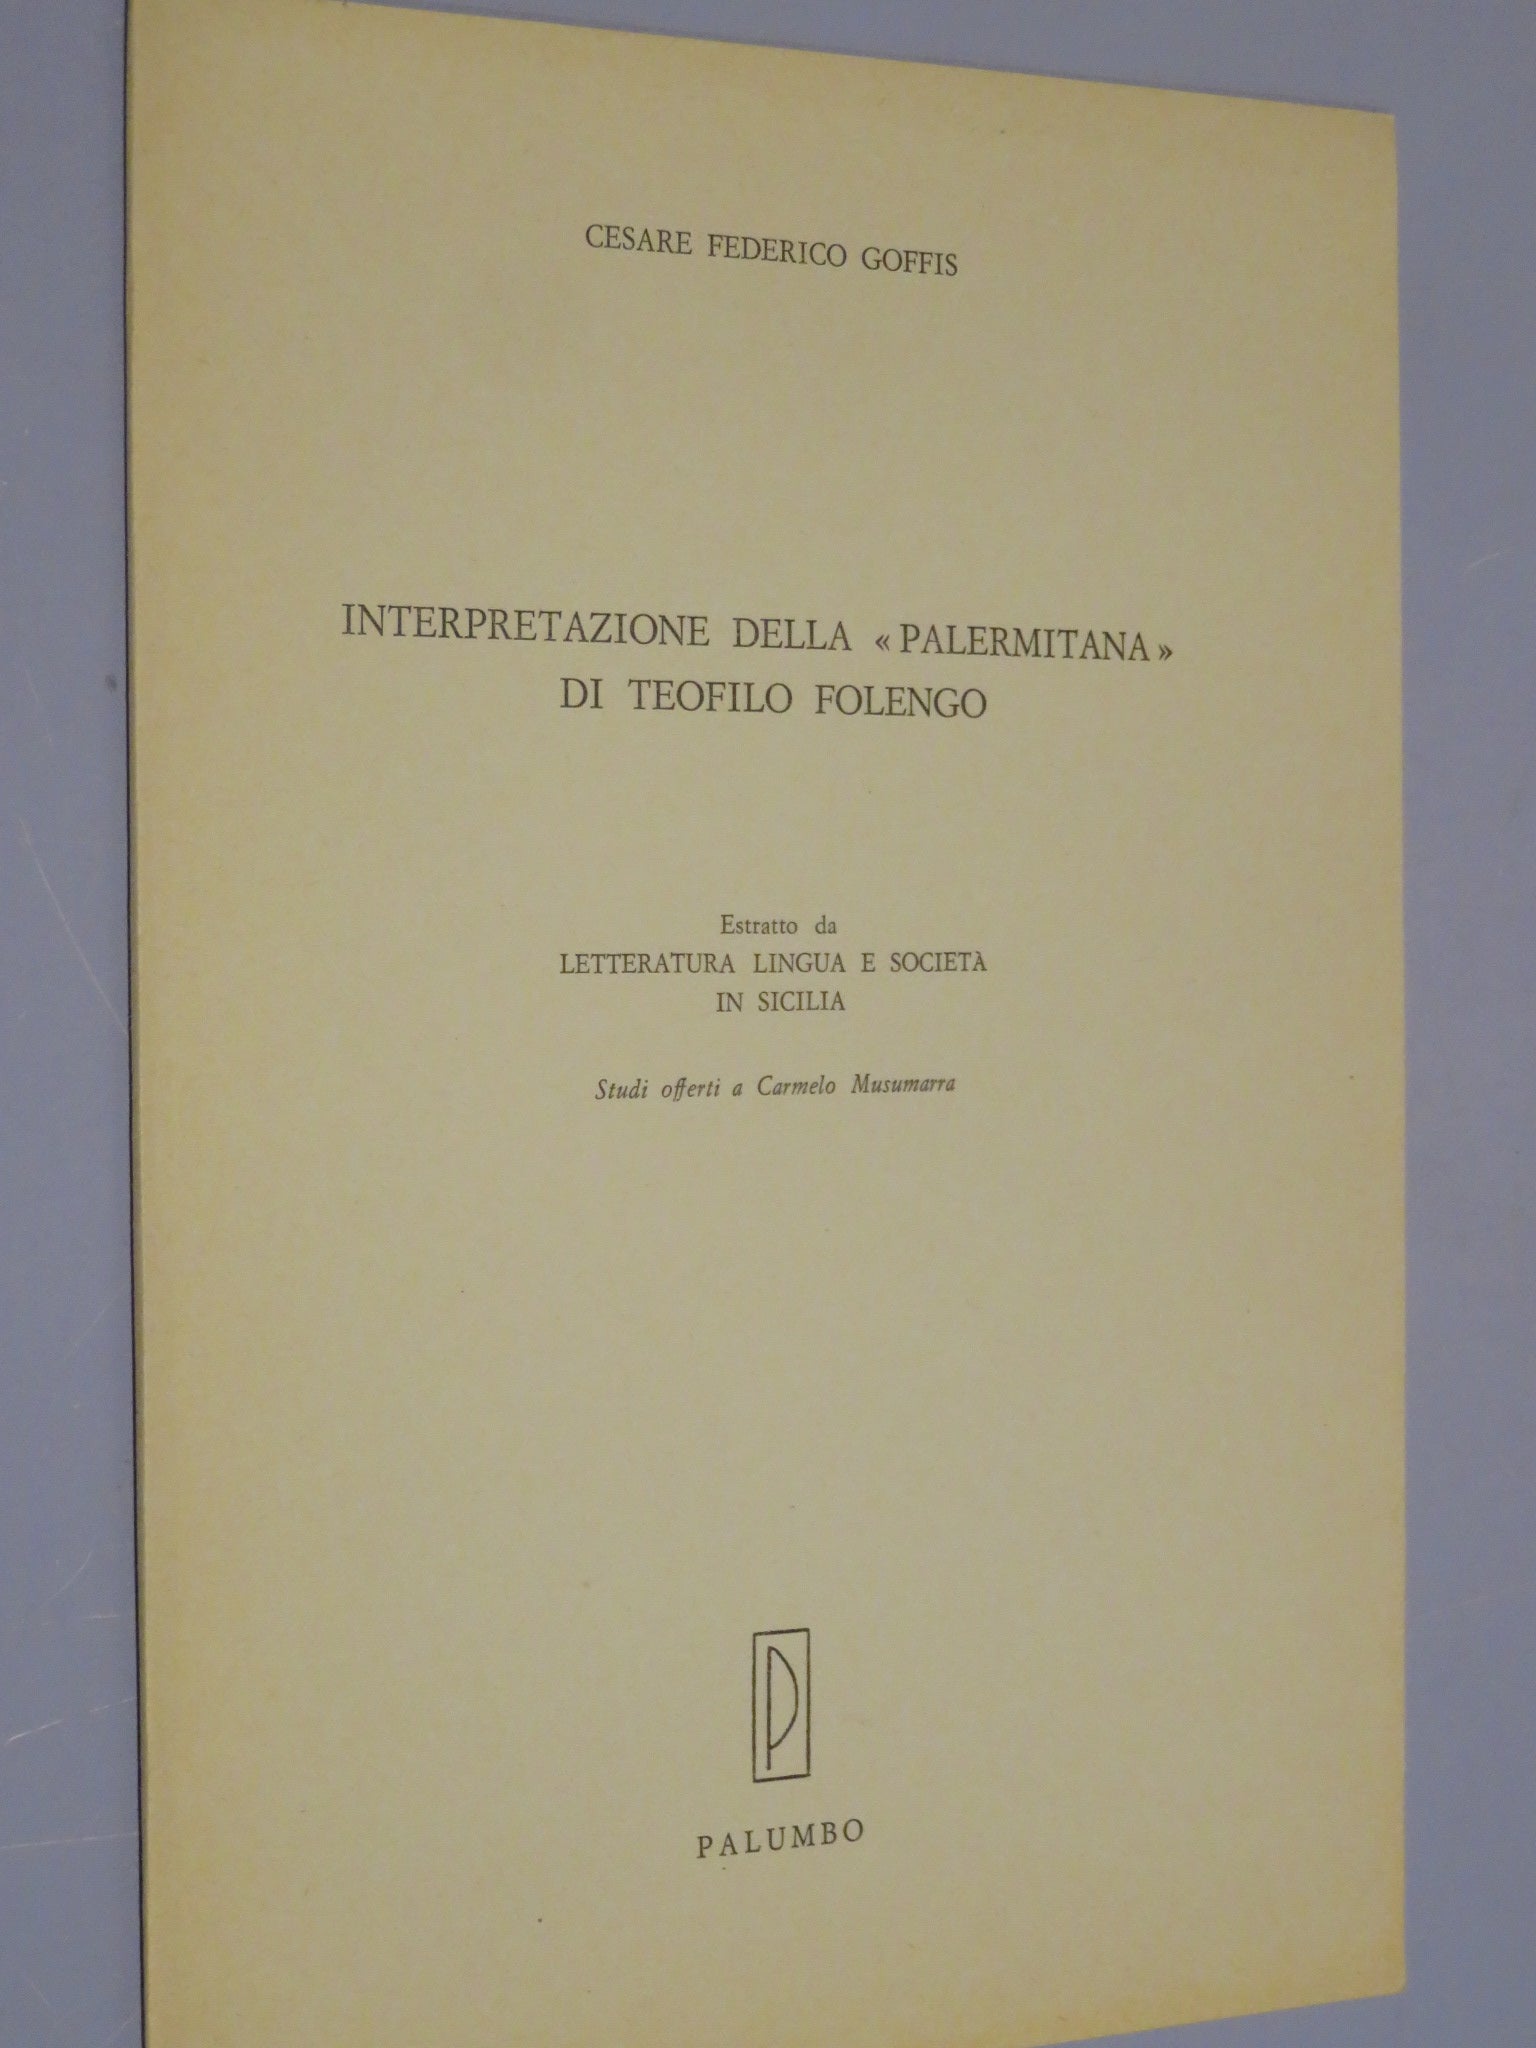 CESARE FEDERICO GOFFIS
INTERPRETAZIONE DELLA «PALERMITANA»
DI TEOFILO FOLENGO
Estratto da
LETTERATURA LINGUA E SOCIETÀ
IN SICILIA
Studi offerti a Carmelo Musumarra
P
PALUMBO